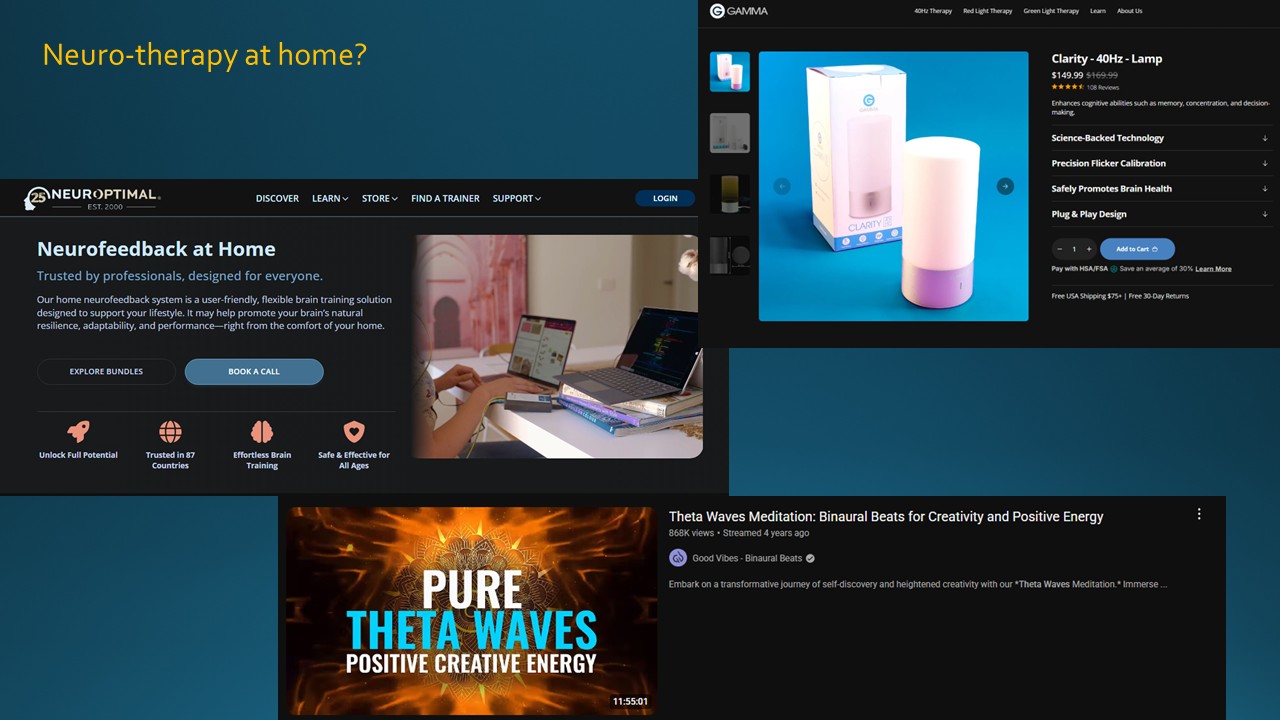 Neuro-therapy at home?
GAMMA
40Hz Therapy Red Light Therapy Green Light Therapy Learn About Us
Clarity - 40Hz - Lamp
$149.99 $169.99
108 Reviews
Enhances cognitive abilities such as memory, concentration, and decision-
making.
Science-Backed Technology
Precision Flicker Calibration
Safely Promotes Brain Health
Plug & Play Design
− 1 +
Add to Cart
Pay with HSA/FSA Save an average of 30% Learn More
Free USA Shipping $75+ | Free 30-Day Returns
GAMMA
CLARITY
25 NEUROPTIMAL®
EST. 2000
DISCOVER LEARN STORE FIND A TRAINER SUPPORT
LOGIN
Neurofeedback at Home
Trusted by professionals, designed for everyone.
Our home neurofeedback system is a user-friendly, flexible brain training solution
designed to support your lifestyle. It may help promote your brain's natural
resilience, adaptability, and performance—right from the comfort of your home.
EXPLORE BUNDLES
BOOK A CALL
Unlock Full Potential
Trusted in 87
Countries
Effortless Brain
Training
Safe & Effective for
All Ages
PURE
THETA WAVES
POSITIVE CREATIVE ENERGY
11:55:01
Theta Waves Meditation: Binaural Beats for Creativity and Positive Energy
868K views • Streamed 4 years ago
Good Vibes - Binaural Beats
Embark on a transformative journey of self-discovery and heightened creativity with our *Theta Waves Meditation.* Immerse ...